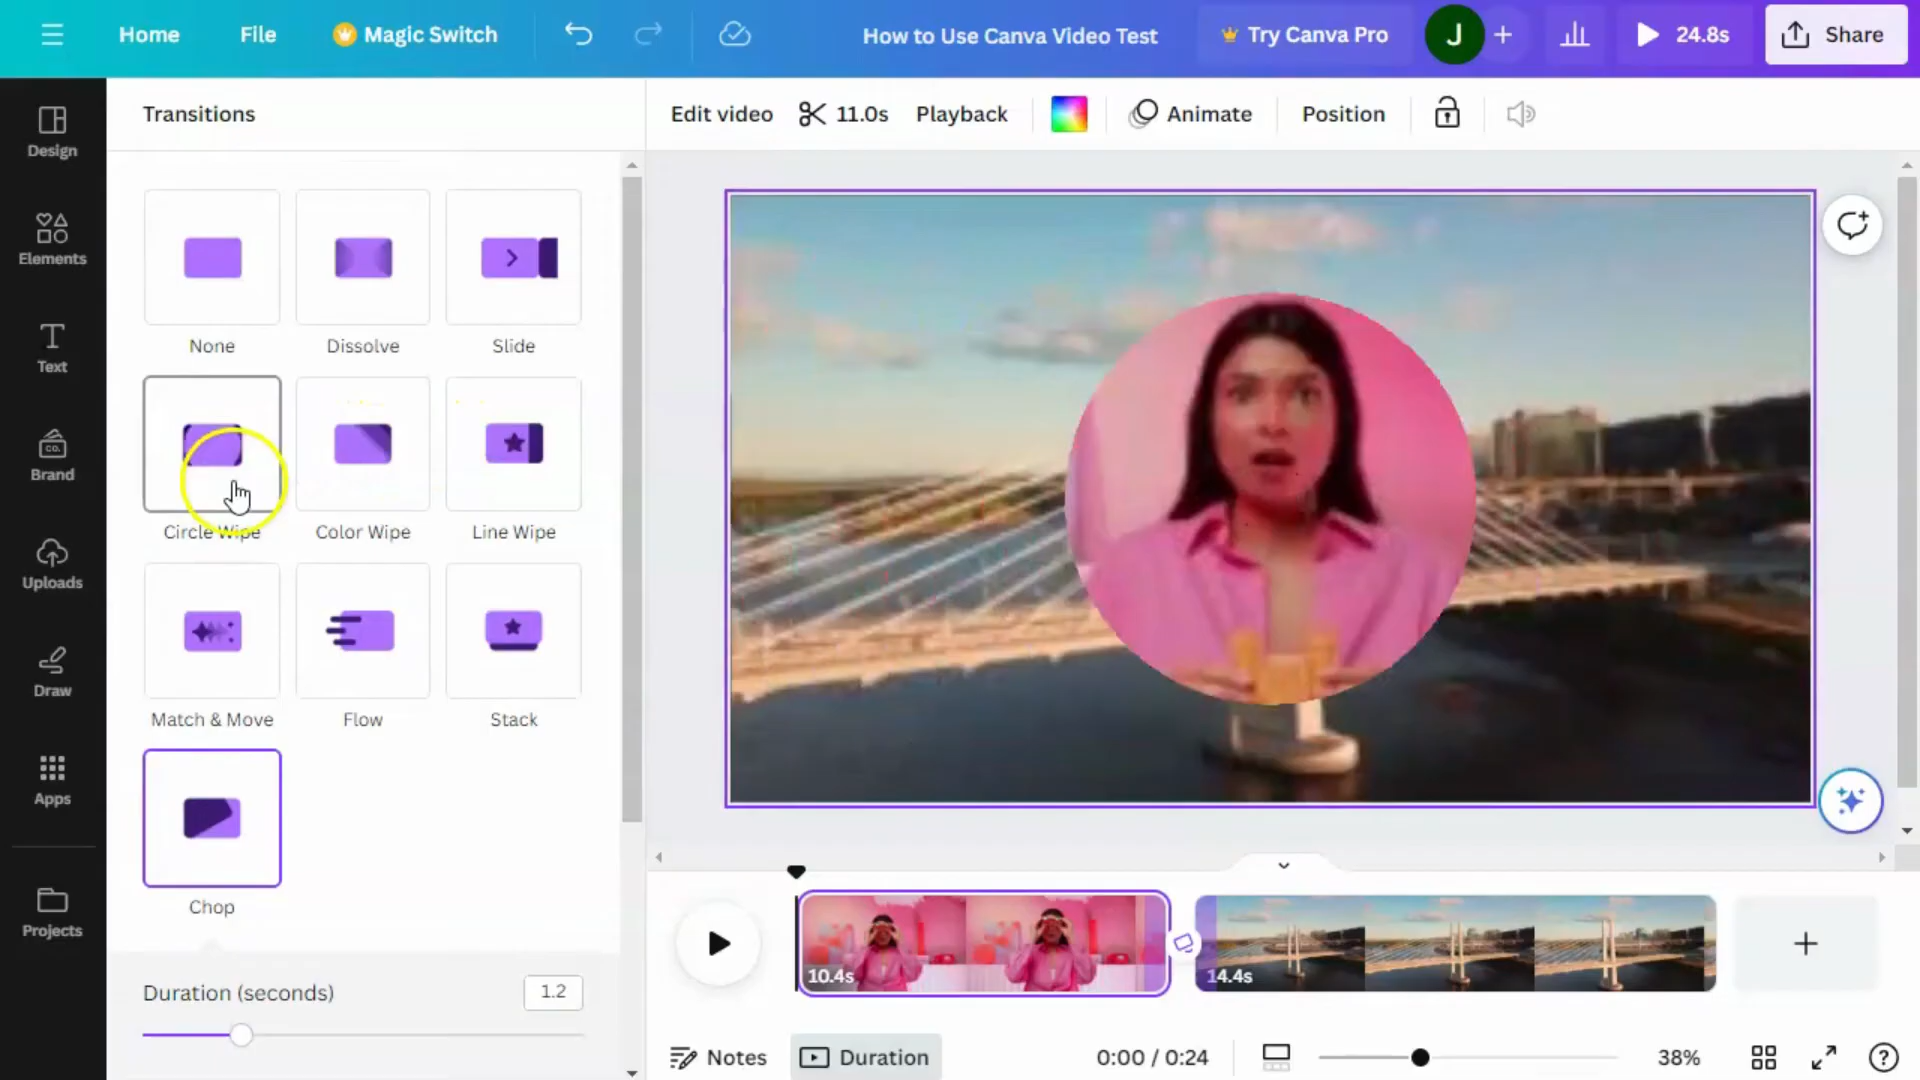 Home
File
Magic Switch
How to Use Canva Video Test
Try Canva Pro
J
24.8s
Share
Design
Elements
Text
CO.
Brand
Uploads
Draw
Apps
Projects
Transitions
None
Dissolve
Slide
Circle Wipe
Color Wipe
Line Wipe
Match & Move
Flow
Stack
Chop
Duration (seconds)
1.2
Edit video
11.0s
Playback
Animate
Position
10.4s
14.4s
Notes
Duration
0:00 / 0:24
38%